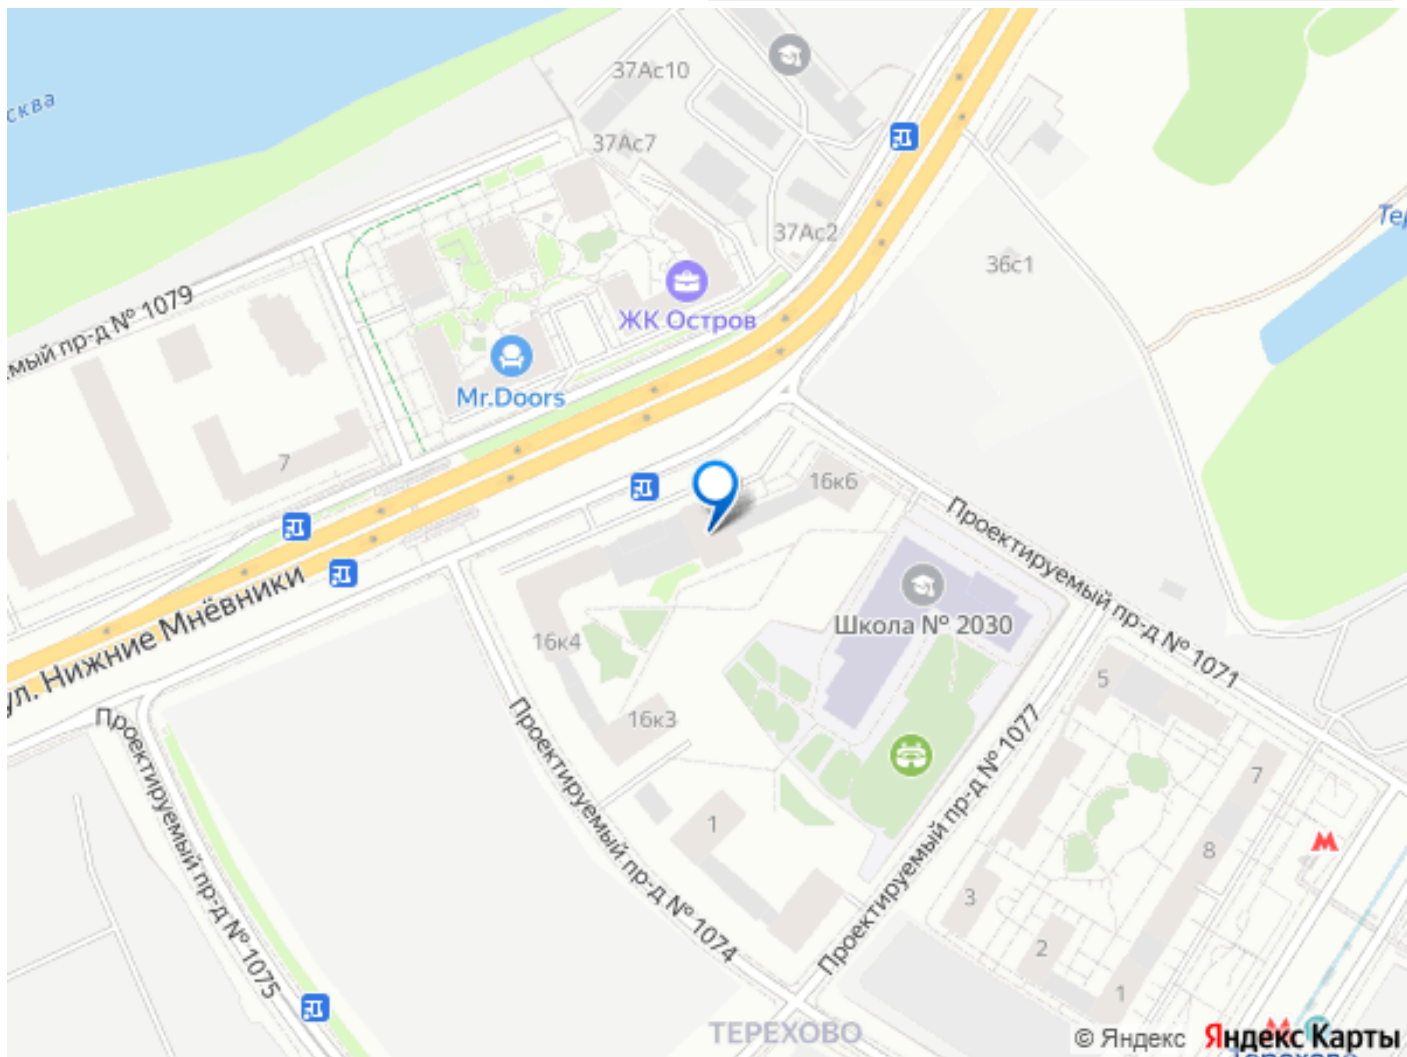 сква
37Ас10
37Ас7
37Ас2
36с1
Тер
ЖК Остров
Mr.Doors
мый пр-д № 1079
7
16к6
Проектируемый пр-д № 1071
Школа № 2030
ул. Нижние Мнёвники
16к4
16к3
5
Проектируемый пр-д № 1077
7
Проектируемый пр-д № 1074
Проектируемый пр-д № 1075
1
8
3
2
1
ТЕРЕХОВО
© Яндекс Яндекс Карты